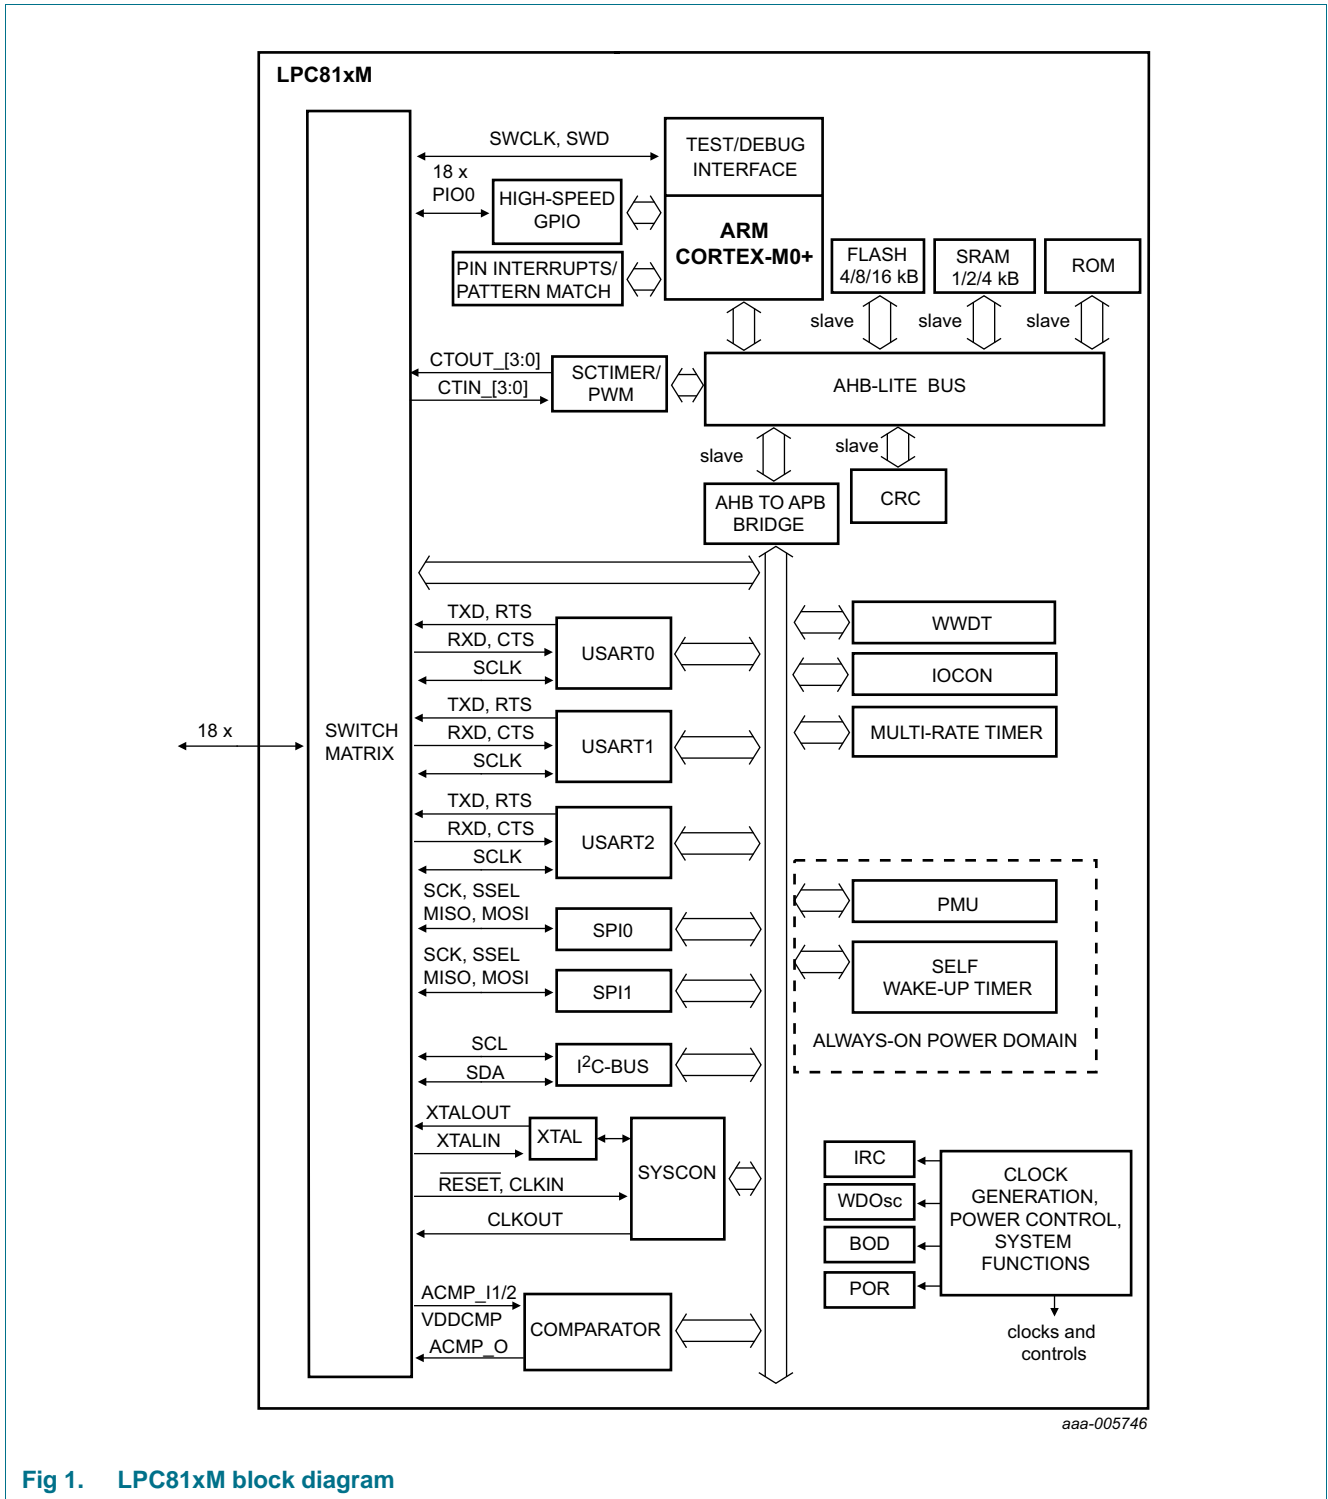 LPC81xM
SWCLK, SWD
TEST/DEBUG
INTERFACE
18 x
PIO0
HIGH-SPEED
GPIO
ARM
CORTEX-M0+
PIN INTERRUPTS/
PATTERN MATCH
FLASH
4/8/16 kB
SRAM
1/2/4 kB
ROM
slave
slave
slave
CTOUT_[3:0]
CTIN_[3:0]
SCTIMER/
PWM
AHB-LITE BUS
slave
slave
AHB TO APB
BRIDGE
CRC
TXD, RTS
RXD, CTS
SCLK
USART0
WWDT
IOCON
TXD, RTS
RXD, CTS
SCLK
USART1
MULTI-RATE TIMER
18 x
SWITCH
MATRIX
TXD, RTS
RXD, CTS
SCLK
USART2
SCK, SSEL
MISO, MOSI
SPI0
PMU
SCK, SSEL
MISO, MOSI
SPI1
SELF
WAKE-UP TIMER
ALWAYS-ON POWER DOMAIN
SCL
SDA
I2C-BUS
XTALOUT
XTALIN
XTAL
RESET, CLKIN
CLKOUT
SYSCON
IRC
WDOsc
BOD
POR
CLOCK
GENERATION,
POWER CONTROL,
SYSTEM
FUNCTIONS
clocks and
controls
ACMP_I1/2
VDDCMP
ACMP_O
COMPARATOR
aaa-005746
Fig 1. LPC81xM block diagram